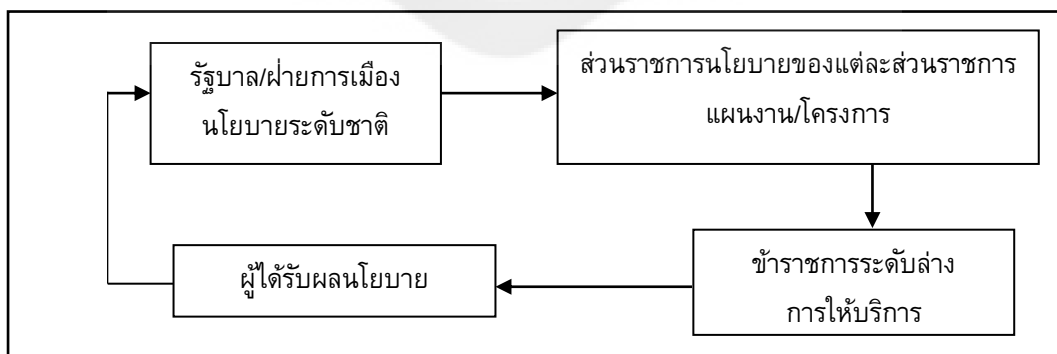 รัฐบาล/ฝ่ายการเมือง
นโยบายระดับชาติ
ส่วนราชการนโยบายของแต่ละส่วนราชการ
แผนงาน/โครงการ
ข้าราชการระดับล่าง
การให้บริการ
ผู้ได้รับผลนโยบาย